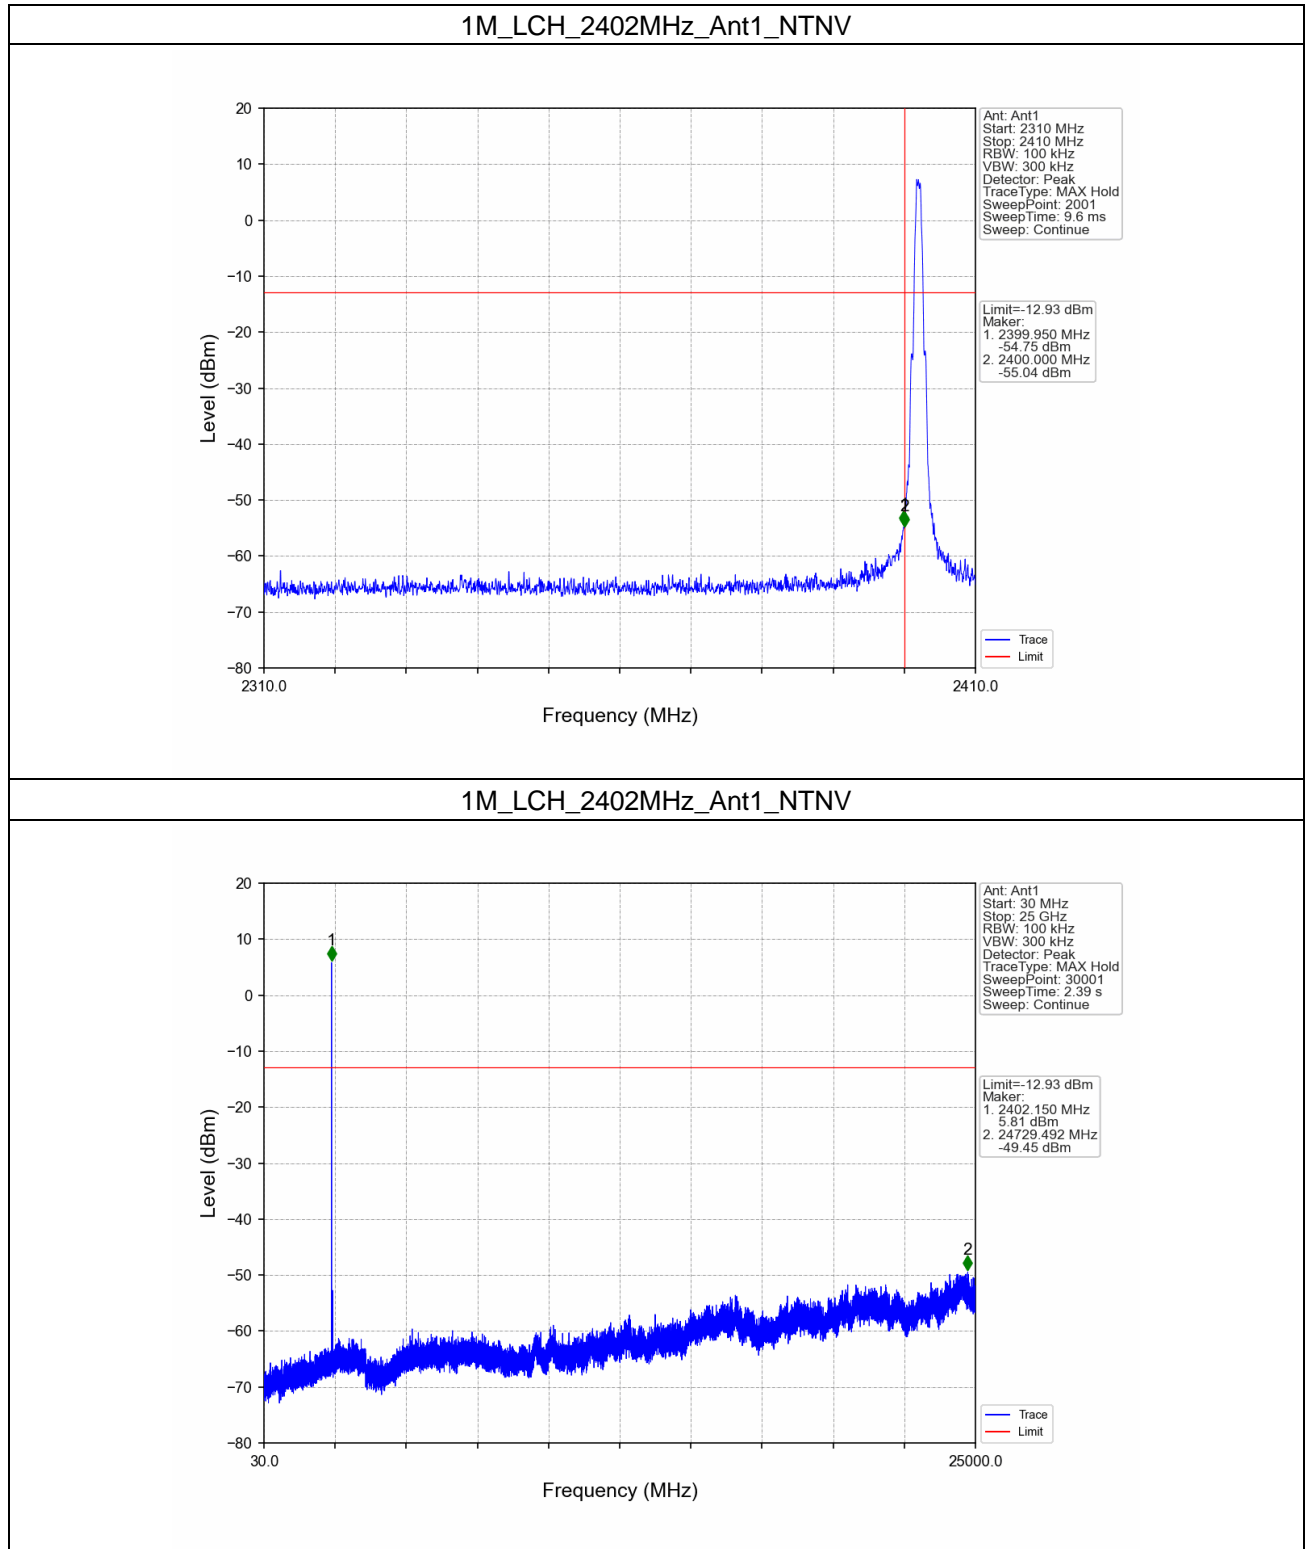 1M_LCH_2402MHz_Ant1_NTNV
20
10
0
−10
−20
−30
−40
−50
−60
−70
−80
Level (dBm)
2310.0
2410.0
Frequency (MHz)
2
Ant: Ant1
Start: 2310 MHz
Stop: 2410 MHz
RBW: 100 kHz
VBW: 300 kHz
Detector: Peak
TraceType: MAX Hold
SweepPoint: 2001
SweepTime: 9.6 ms
Sweep: Continue
Limit=-12.93 dBm
Maker:
1. 2399.950 MHz
-54.75 dBm
2. 2400.000 MHz
-55.04 dBm
Trace
Limit
1M_LCH_2402MHz_Ant1_NTNV
20
10
0
−10
−20
−30
−40
−50
−60
−70
−80
Level (dBm)
30.0
25000.0
Frequency (MHz)
1
2
Ant: Ant1
Start: 30 MHz
Stop: 25 GHz
RBW: 100 kHz
VBW: 300 kHz
Detector: Peak
TraceType: MAX Hold
SweepPoint: 30001
SweepTime: 2.39 s
Sweep: Continue
Limit=-12.93 dBm
Maker:
1. 2402.150 MHz
5.81 dBm
2. 24729.492 MHz
-49.45 dBm
Trace
Limit